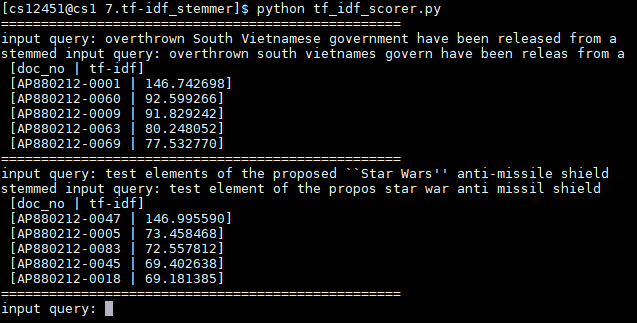 [cs12451@cs1 7.tf-idf_stemmer]$ python tf_idf_scorer.py
==================================================
input query: overthrown South Vietnamese government have been released from a
stemmed input query: overthrown south vietnames govern have been releas from a
[doc_no | tf-idf]
[AP880212-0001 | 146.742698]
[AP880212-0060 | 92.599266]
[AP880212-0009 | 91.829242]
[AP880212-0063 | 80.248052]
[AP880212-0069 | 77.532770]
==================================================
input query: test elements of the proposed ``Star Wars'' anti-missile shield
stemmed input query: test element of the propos star war anti missil shield
[doc_no | tf-idf]
[AP880212-0047 | 146.995590]
[AP880212-0005 | 73.458468]
[AP880212-0083 | 72.557812]
[AP880212-0045 | 69.402638]
[AP880212-0018 | 69.181385]
==================================================
input query: